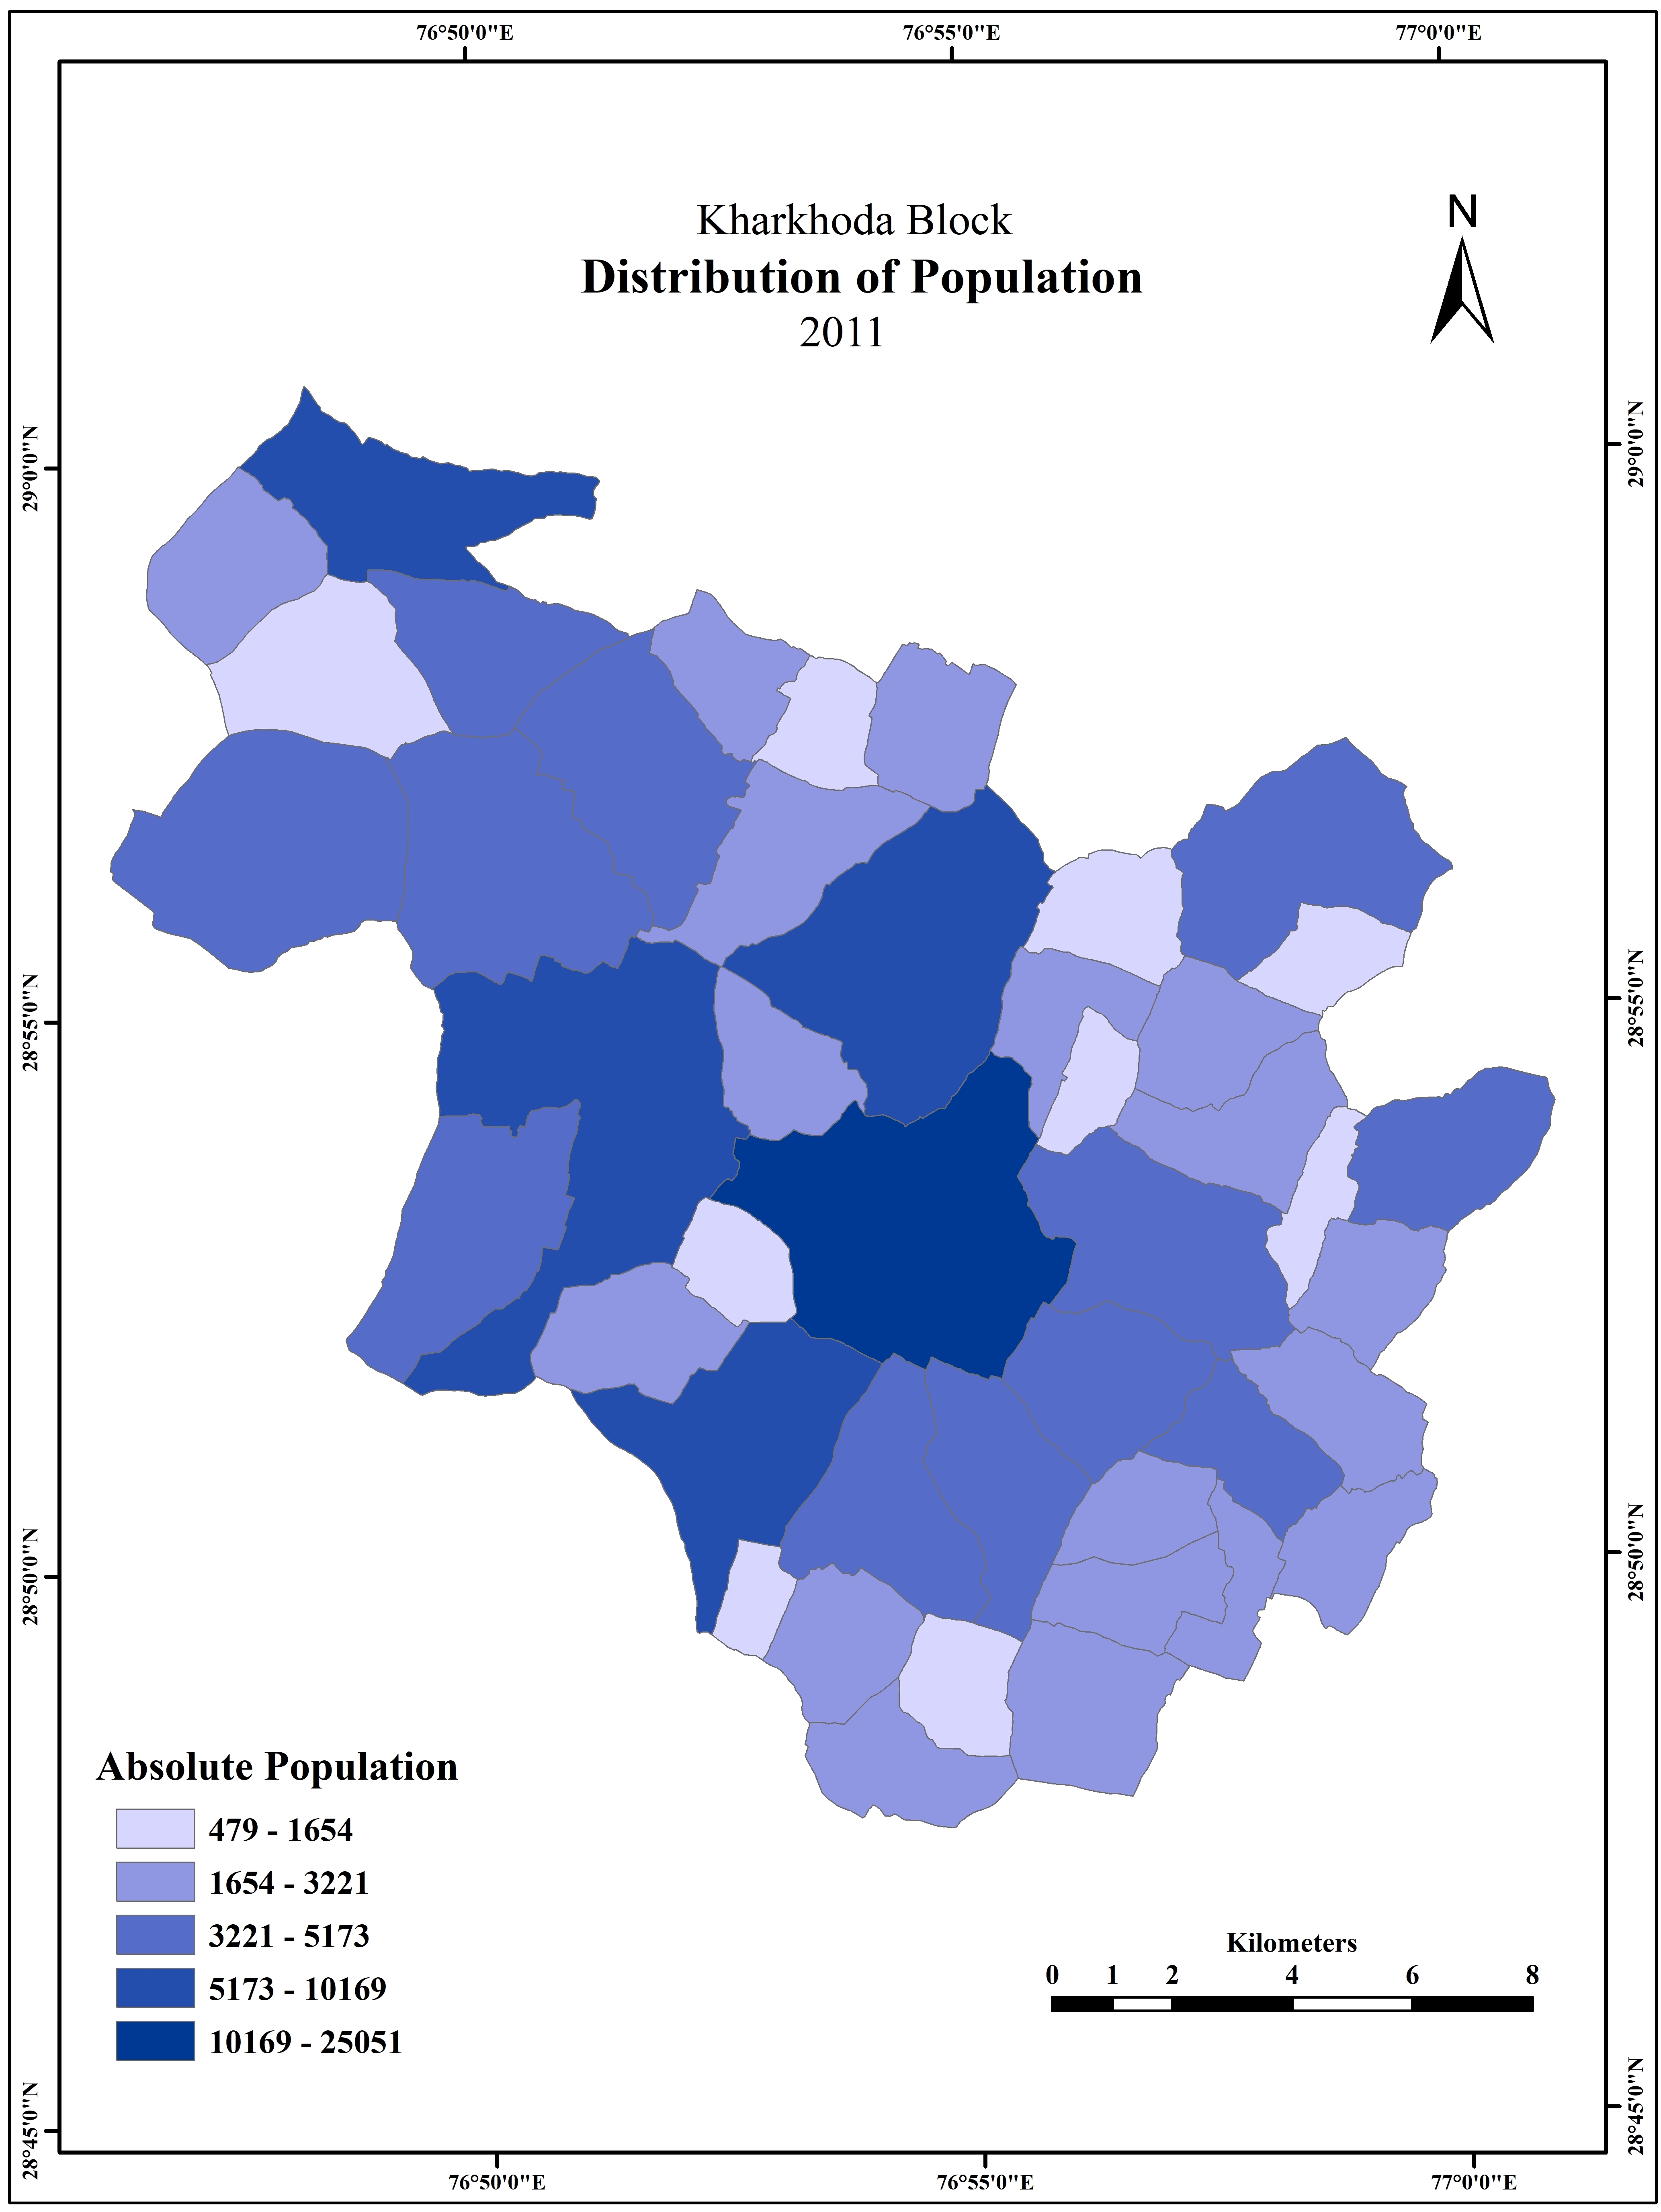 76°50'0"E 76°55'0"E 77°0'0"E
Kharkhoda Block
Distribution of Population
2011
N
29°0'0"N 29°0'0"N
28°55'0"N 28°55'0"N
28°50'0"N 28°50'0"N
28°45'0"N 28°45'0"N
Absolute Population
479 - 1654
1654 - 3221
3221 - 5173
5173 - 10169
10169 - 25051
Kilometers
0 1 2 4 6 8
76°50'0"E 76°55'0"E 77°0'0"E